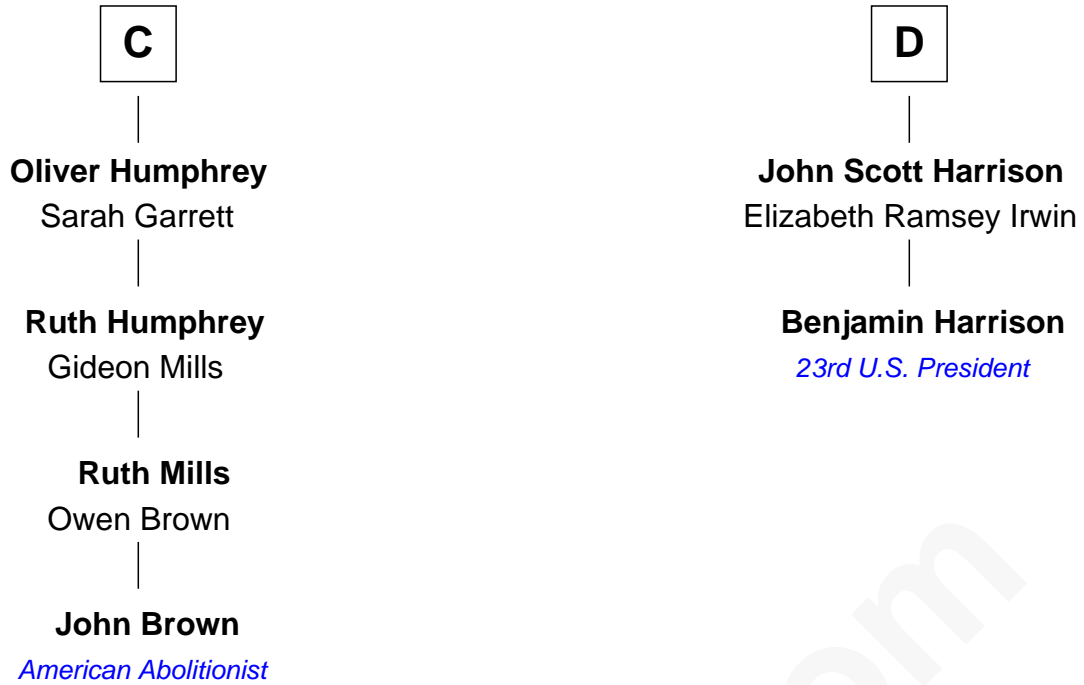 C
Oliver Humphrey
Sarah Garrett
Ruth Humphrey
Gideon Mills
Ruth Mills
Owen Brown
John Brown
American Abolitionist
D
John Scott Harrison
Elizabeth Ramsey Irwin
Benjamin Harrison
23rd U.S. President
om